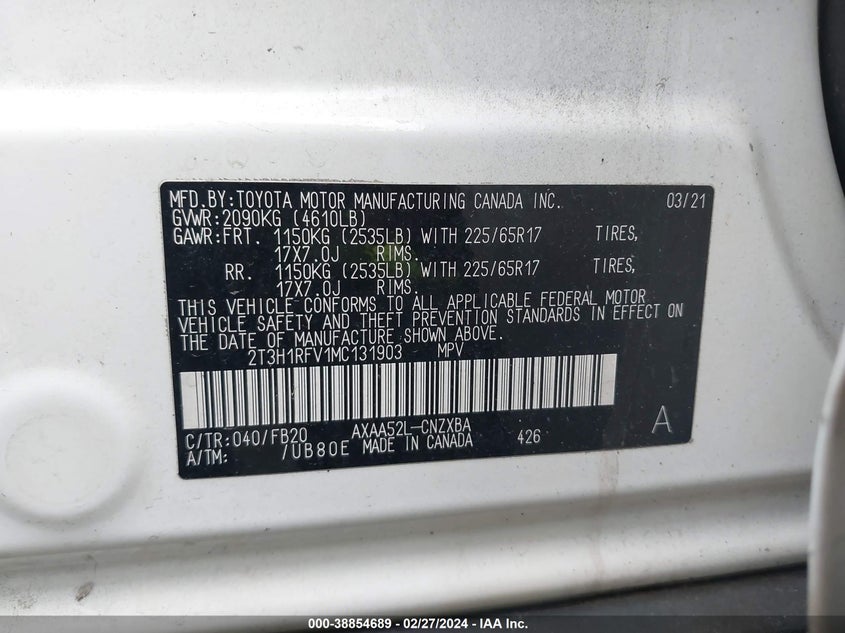 MFD.BY:TOYOTA MOTOR MANUFACTURING CANADA INC. 03/21
GVWR:2090KG (4610LB)
GAWR:FRT. 1150KG (2535LB) WITH 225/65R17 TIRES,
17X7.0J RIMS.
RR. 1150KG (2535LB) WITH 225/65R17 TIRES,
17X7.0J RIMS.
THIS VEHICLE CONFORMS TO ALL APPLICABLE FEDERAL MOTOR
VEHICLE SAFETY AND THEFT PREVENTION STANDARDS IN EFFECT ON
THE DATE OF MANUFACTURE SHOWN ABOVE.
2T3H1RFV1MC131903 MPV
C/TR:040/FB20 AXAA52L-CNZXBA
A/TM: /UB80E MADE IN CANADA 426 A
000-38854689 - 02/27/2024 - COPYRIGHT IAA